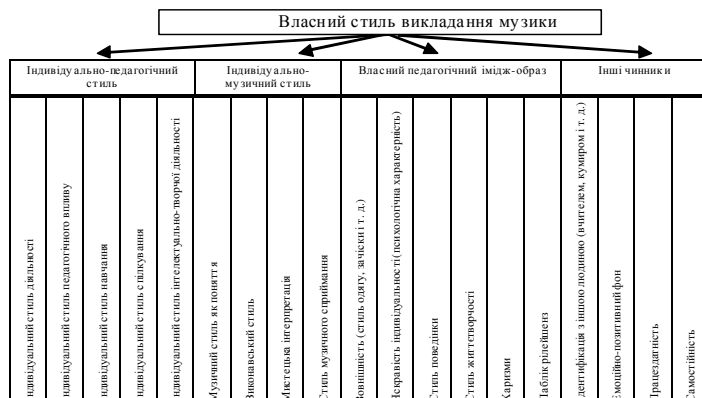 Власний стиль викладання музики
Індивідуально-педагогічний
стиль
Індивідуально-
музичний стиль
Власний педагогічний імідж-образ
Інші чинники
Індивідуальний стиль діяльності
Індивідуальний стиль педагогічного впливу
Індивідуальний стиль навчання
Індивідуальний стиль спілкування
Індивідуальний стиль інтелектуально-творчої діяльності
Музичний стиль як поняття
Виконавський стиль
Мистецька інтерпретація
Стиль музичного сприймання
Зовнішність (стиль одягу, зачіски і т. д.)
Яскравість індивідуальності(психологічна характерність)
Стиль поведінки
Стиль життєтворчості
Харизми
Паблік рілейшенз
Ідентифікація з іншою людиною (вчителем, кумиром і т. д.)
Емоційно-позитивний фон
Працездатність
Самостійність